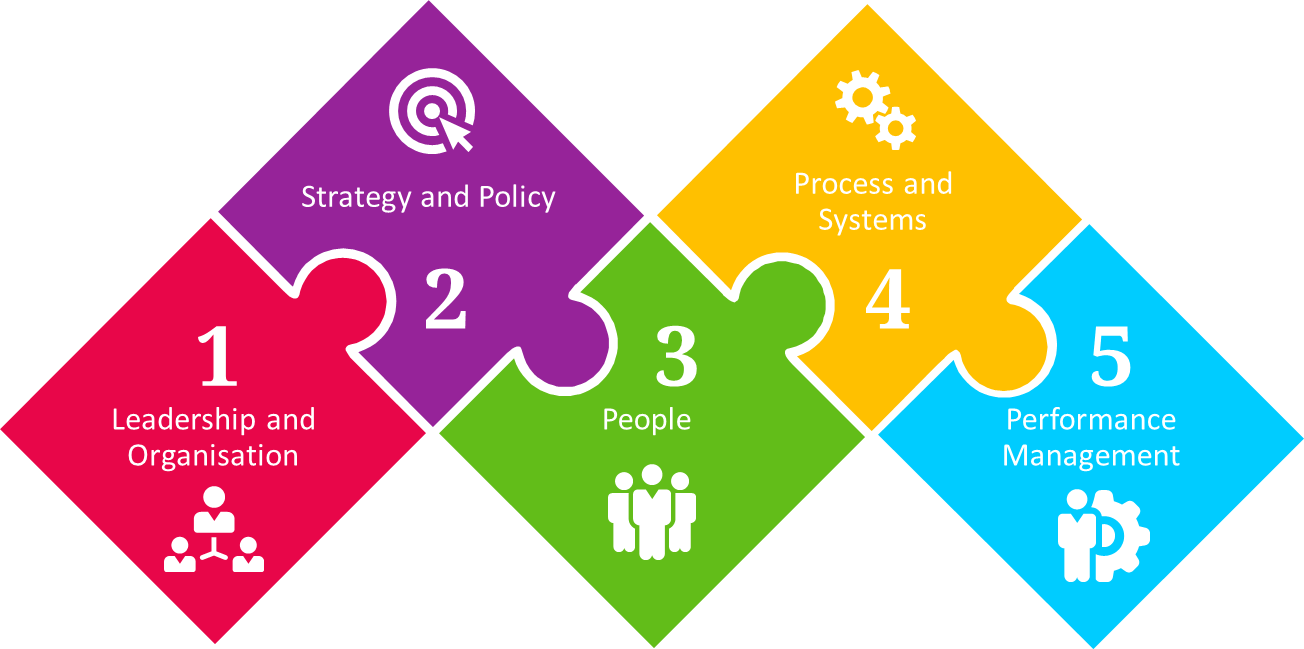 1
Leadership and
Organisation
Strategy and Policy
2
3
People
Process and
Systems
4
5
Performance
Management